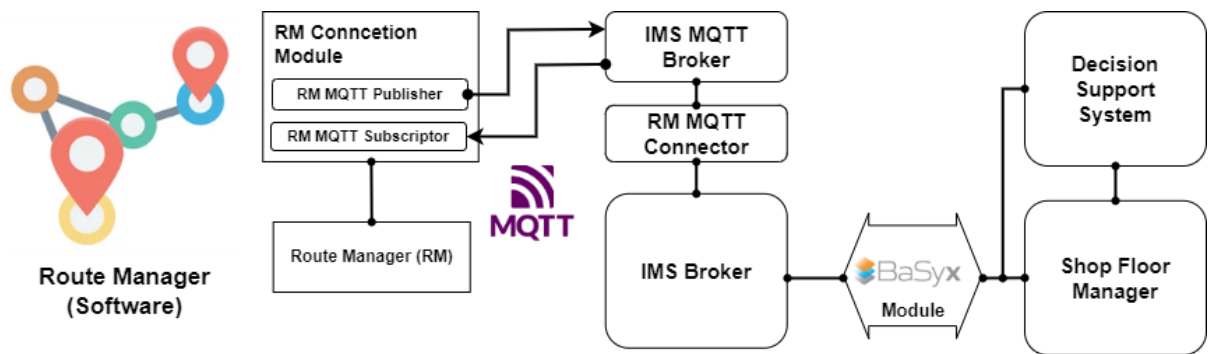 Route Manager
(Software)
RM Conncetion
Module
RM MQTT Publisher
RM MQTT Subscriptor
Route Manager (RM)
MQTT
IMS MQTT
Broker
RM MQTT
Connector
IMS Broker
BaSyx
Module
Decision
Support
System
Shop Floor
Manager